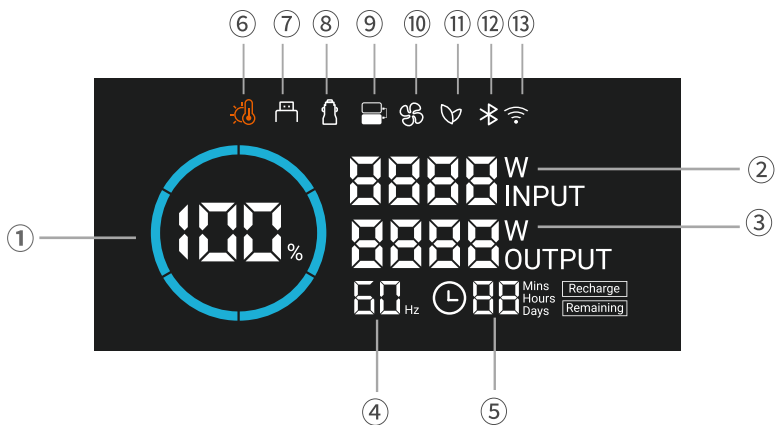 ⑥ ⑦ ⑧ ⑨ ⑩ ⑪ ⑫ ⑬
8888 W INPUT ②
① 100 %
8888 W OUTPUT ③
60 Hz 88 Mins Hours Days Recharge Remaining
④ ⑤